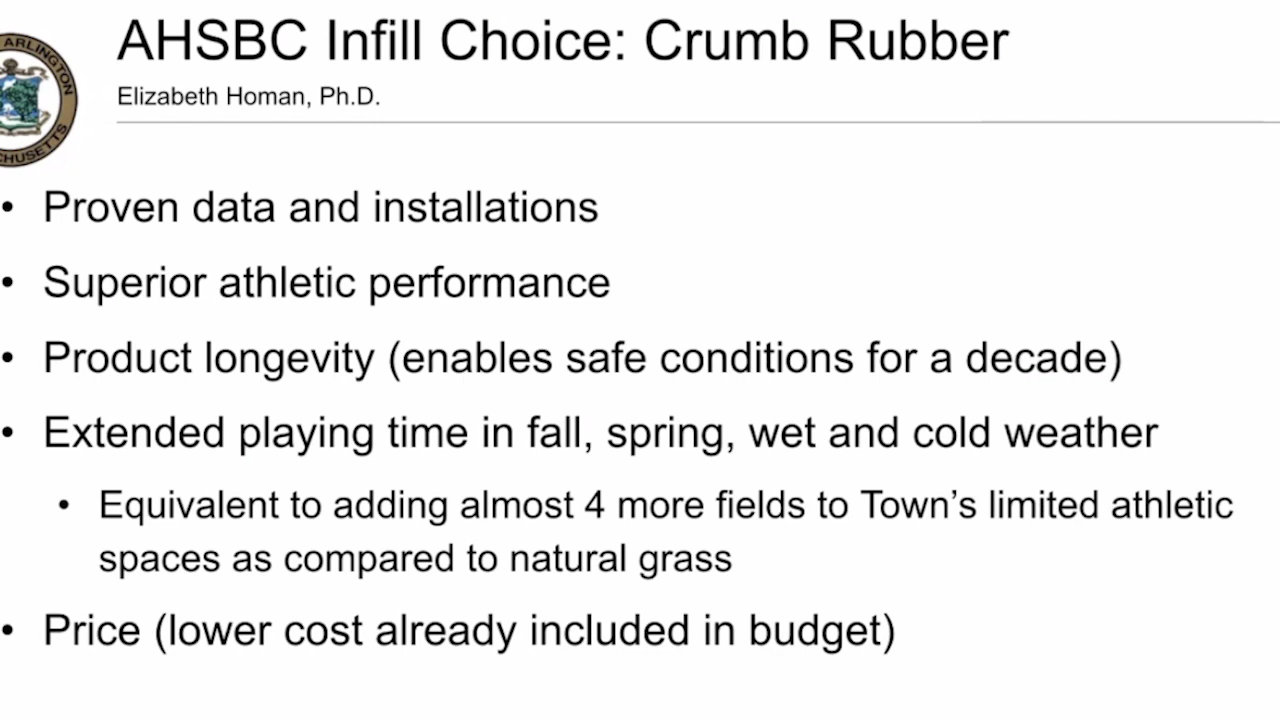 AHSBC Infill Choice: Crumb Rubber
Elizabeth Homan, Ph.D.
ARLINGTON
CHUSETTS
• Proven data and installations
• Superior athletic performance
• Product longevity (enables safe conditions for a decade)
• Extended playing time in fall, spring, wet and cold weather
• Equivalent to adding almost 4 more fields to Town’s limited athletic
spaces as compared to natural grass
• Price (lower cost already included in budget)